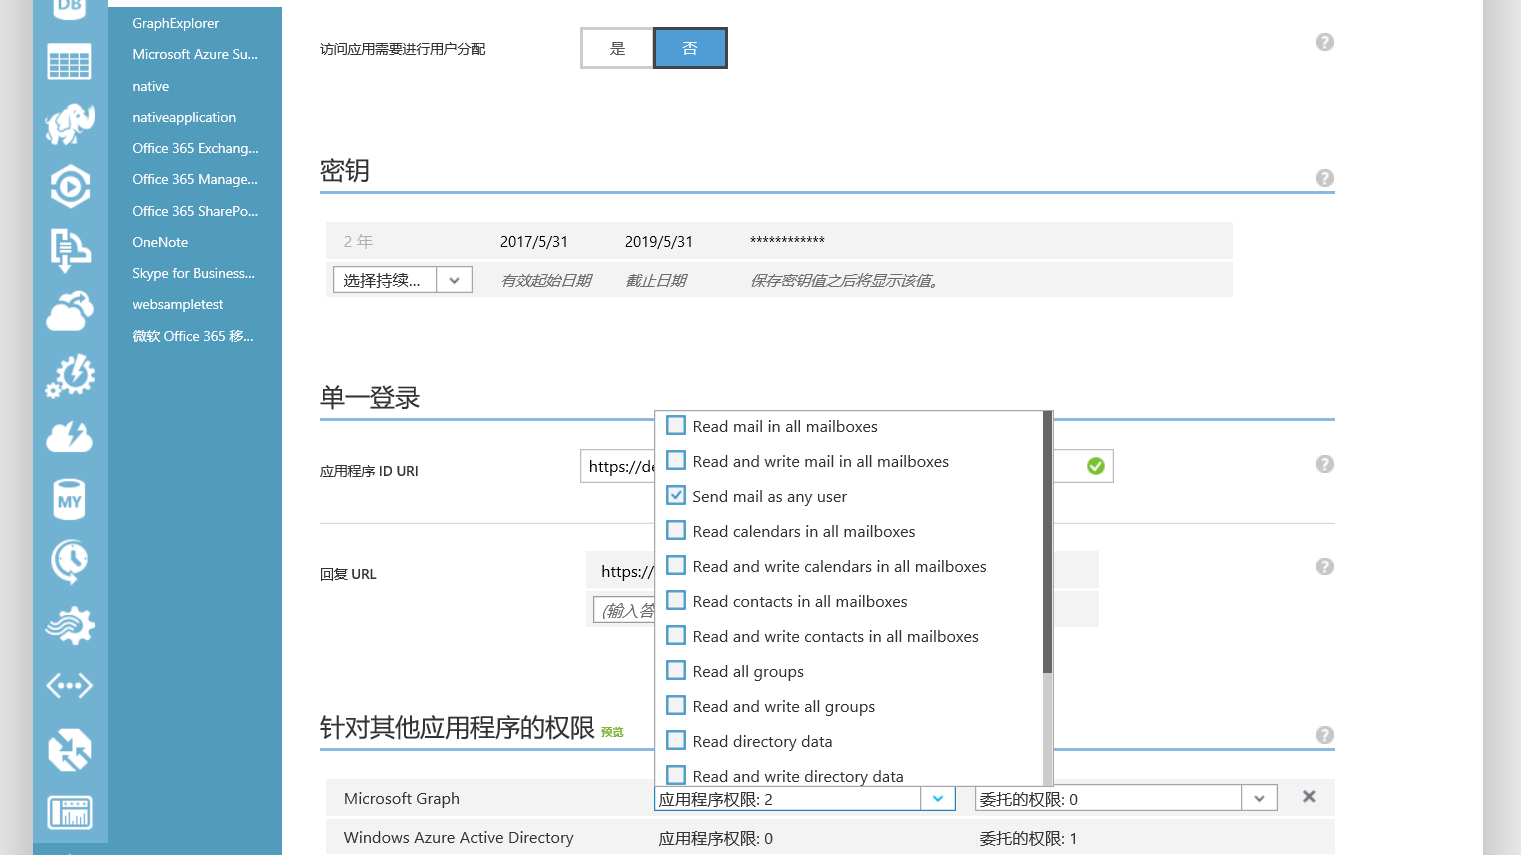 DB
GraphExplorer
Microsoft Azure Su...
native
nativeapplication
Office 365 Exchang...
Office 365 Manage...
Office 365 SharePo...
OneNote
Skype for Business...
websampletest
微软 Office 365 移...
MY
访问应用需要进行用户分配
是
否
?
密钥
?
2 年
2017/5/31
2019/5/31
************
选择持续...
有效起始日期
截止日期
保存密钥值之后将显示该值。
单一登录
应用程序 ID URI
https://de
?
回复 URL
https://
(输入答
?
Read mail in all mailboxes
Read and write mail in all mailboxes
Send mail as any user
Read calendars in all mailboxes
Read and write calendars in all mailboxes
Read contacts in all mailboxes
Read and write contacts in all mailboxes
Read all groups
Read and write all groups
Read directory data
Read and write directory data
针对其他应用程序的权限 预览
?
Microsoft Graph
应用程序权限: 2
委托的权限: 0
Windows Azure Active Directory
应用程序权限: 0
委托的权限: 1